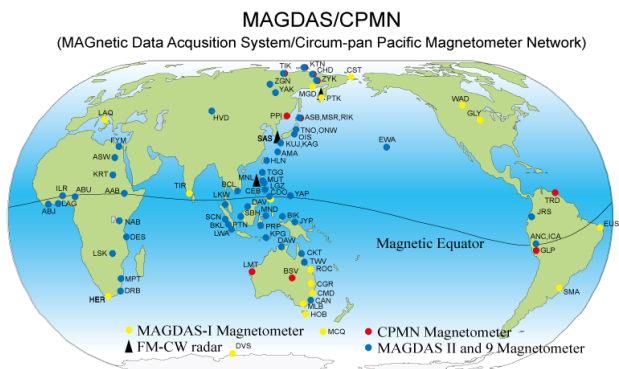 MAGDAS/CPMN
(MAGnetic Data Acqusition System/Circum-pan Pacific Magnetometer Network)
KTN
TIK
CHD
CST
ZGN
ZYK
YAK
MGD
PTK
WAD
LAQ
HVD
PPI
ASB,MSR,RIK
GLY
TNO,ONW
FYM
SAS
OIS
KUJ,KAG
EWA
ASW
AMA
HLN
KRT
TGG
MNL
MUT
TIR
BCL
LGZ
CEB
CDO
YAP
ILR
ABU
AAB
TRD
LKW
DAV
ABJ
LAG
MND
SCN
SBH
BIK
JRS
NAB
BKL
PTN
PRP
JYP
EUS
LWA
KPG
DES
DAW
Magnetic Equator
ANC,ICA
LSK
CKT
GLP
TWV
LMT
BSV
ROC
MPT
CGR
DRB
CMD
SMA
HER
CAN
MLB
HOB
MAGDAS-I Magnetometer
MCQ
CPMN Magnetometer
FM-CW radar
MAGDAS II and 9 Magnetometer
DVS